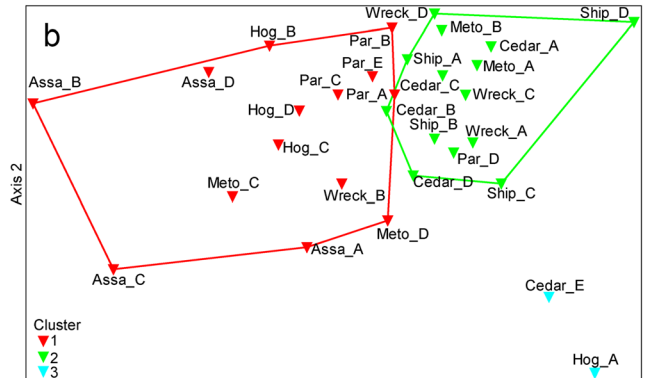 b
Wreck_D
Ship_D
Hog_B
Par_B
Meto_B
Cedar_A
Par_E
Ship_A
Meto_A
Assa_B
Assa_D
Par_C
Par_A
Cedar_C
Wreck_C
Hog_D
Cedar_B
Ship_B
Wreck_A
Hog_C
Par_D
Meto_C
Wreck_B
Cedar_D
Ship_C
Axis 2
Meto_D
Assa_A
Assa_C
Cedar_E
Cluster
1
2
3
Hog_A